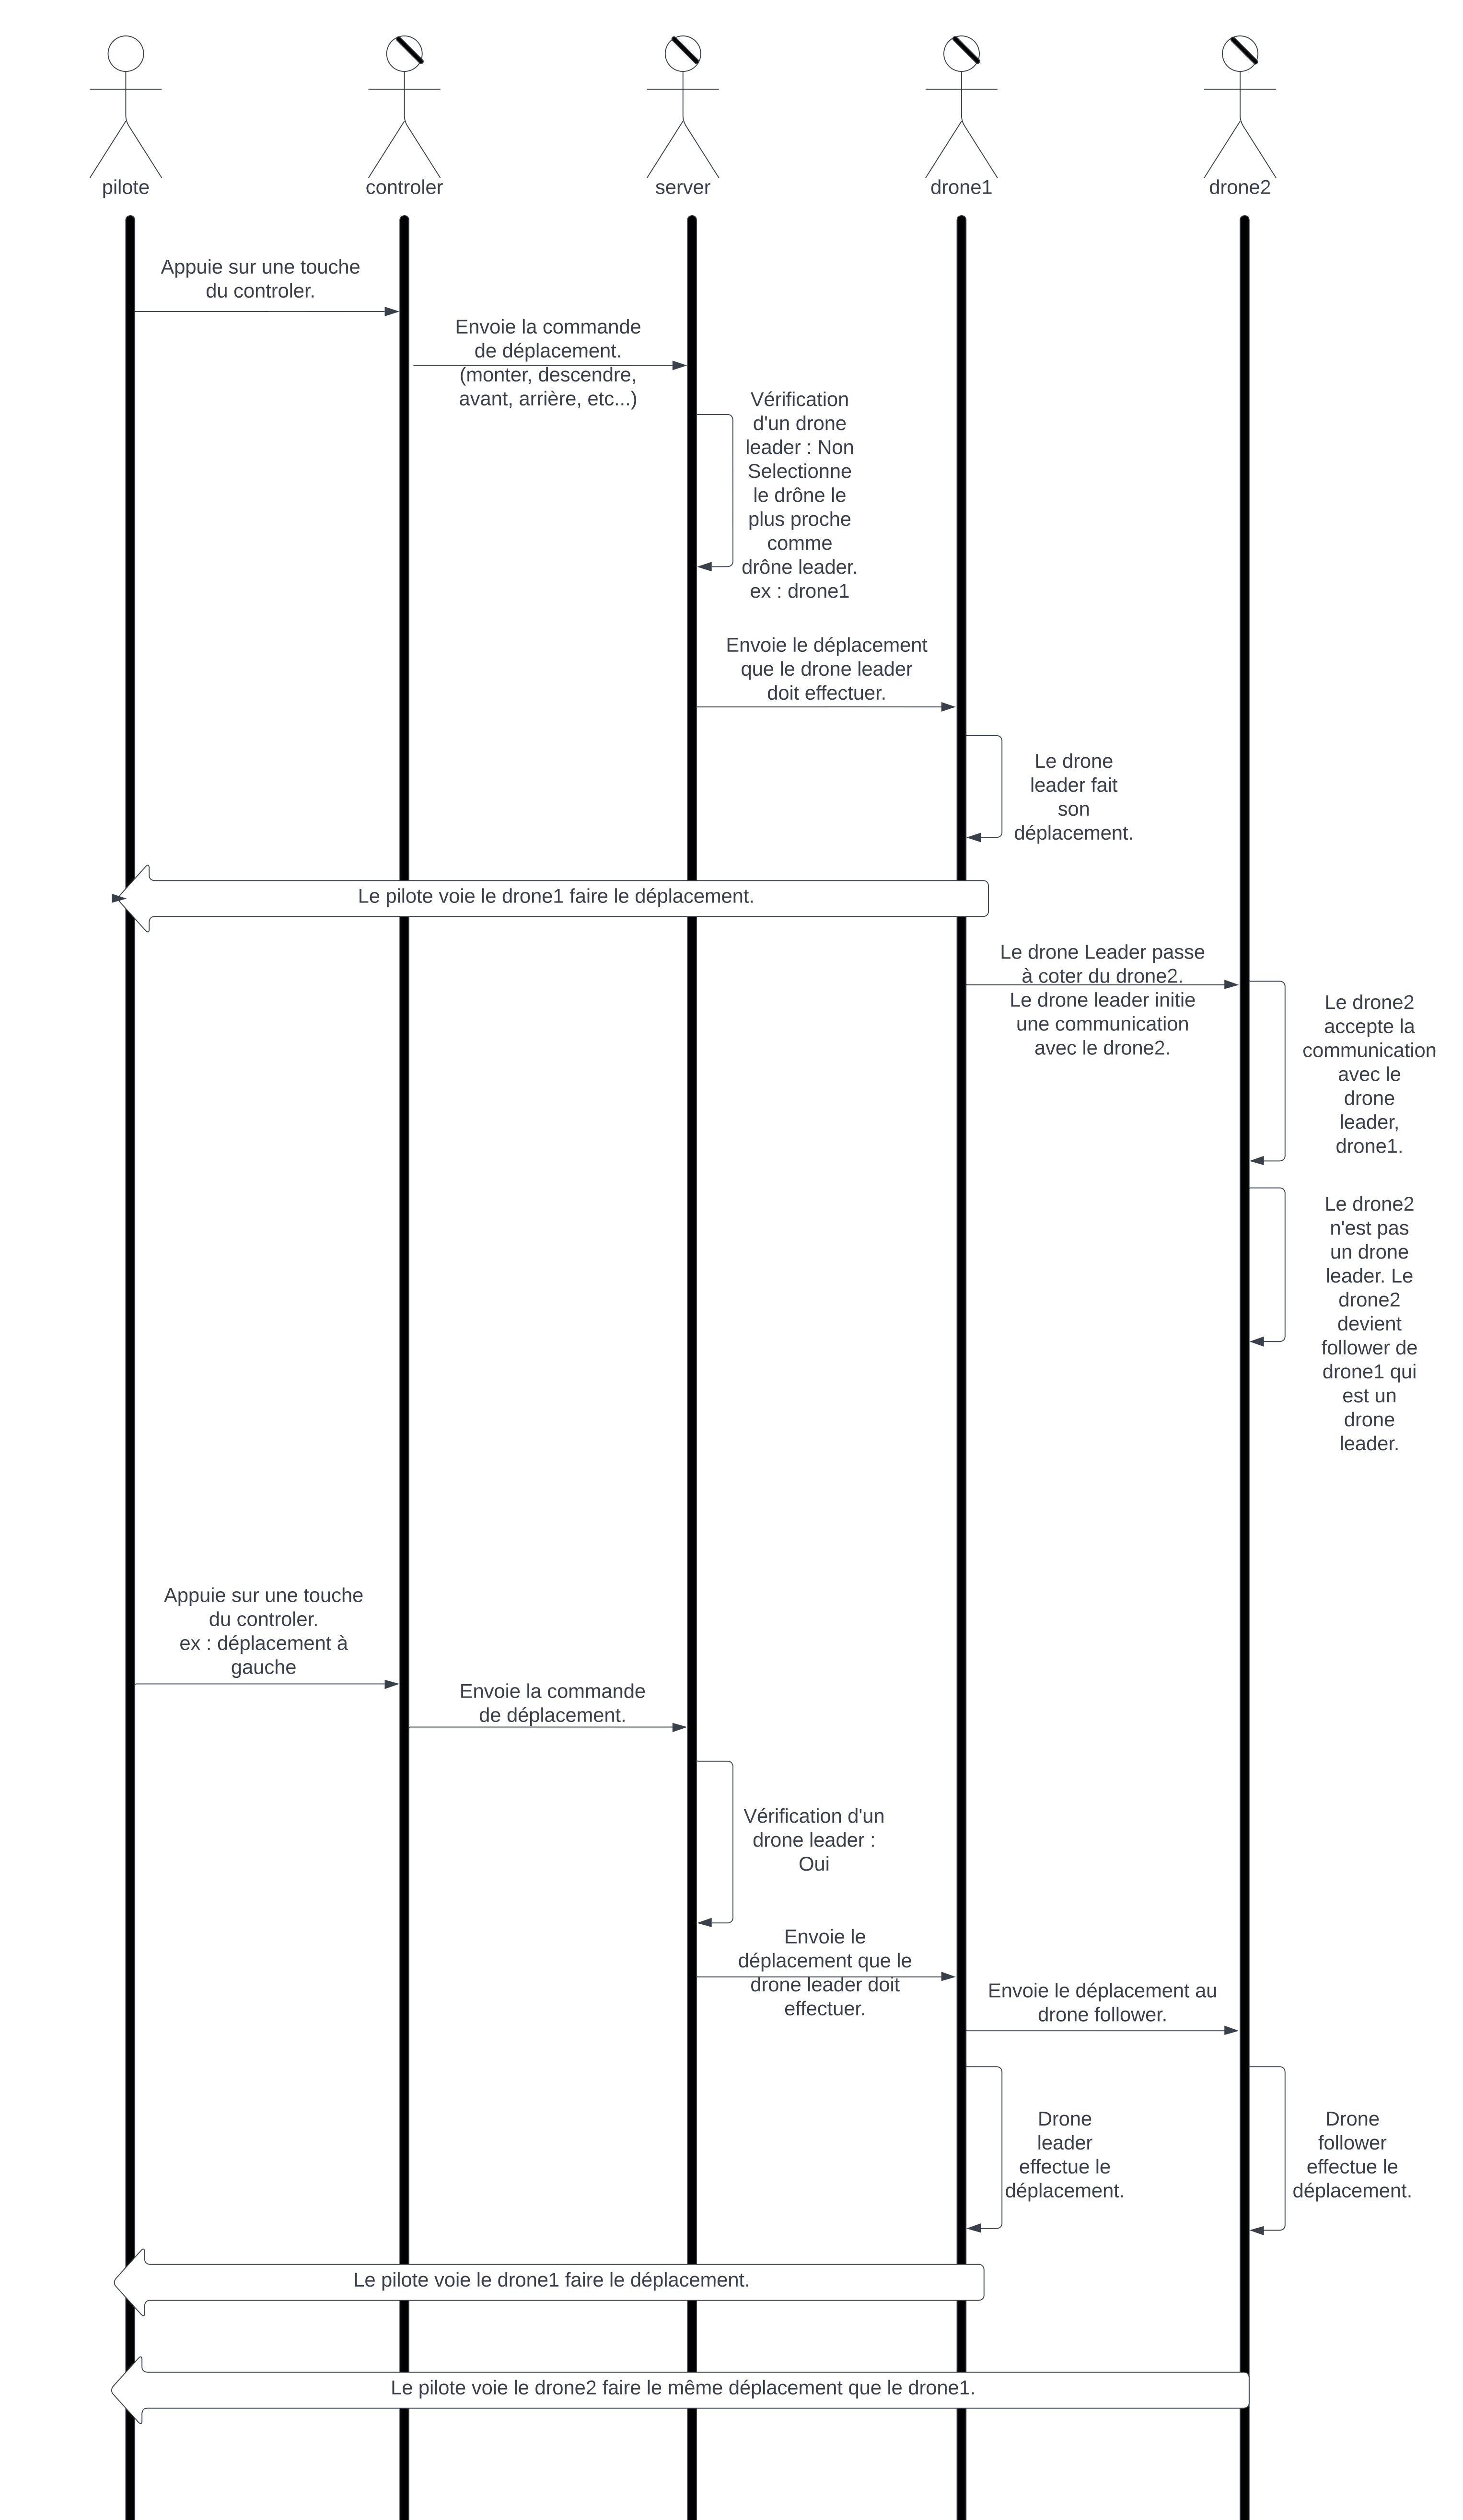 pilote
controler
server
drone1
drone2
Appuie sur une touche
du controler.
Envoie la commande
de déplacement.
(monter, descendre,
avant, arrière, etc...)
Vérification
d'un drone
leader : Non
Selectionne
le drône le
plus proche
comme
drône leader.
ex : drone1
Envoie le déplacement
que le drone leader
doit effectuer.
Le drone
leader fait
son
déplacement.
Le pilote voie le drone1 faire le déplacement.
Le drone Leader passe
à coter du drone2.
Le drone leader initie
une communication
avec le drone2.
Le drone2
accepte la
communication
avec le
drone
leader,
drone1.
Le drone2
n'est pas
un drone
leader. Le
drone2
devient
follower de
drone1 qui
est un
drone
leader.
Appuie sur une touche
du controler.
ex : déplacement à
gauche
Envoie la commande
de déplacement.
Vérification d'un
drone leader :
Oui
Envoie le
déplacement que le
drone leader doit
effectuer.
Envoie le déplacement au
drone follower.
Drone
leader
effectue le
déplacement.
Drone
follower
effectue le
déplacement.
Le pilote voie le drone1 faire le déplacement.
Le pilote voie le drone2 faire le même déplacement que le drone1.